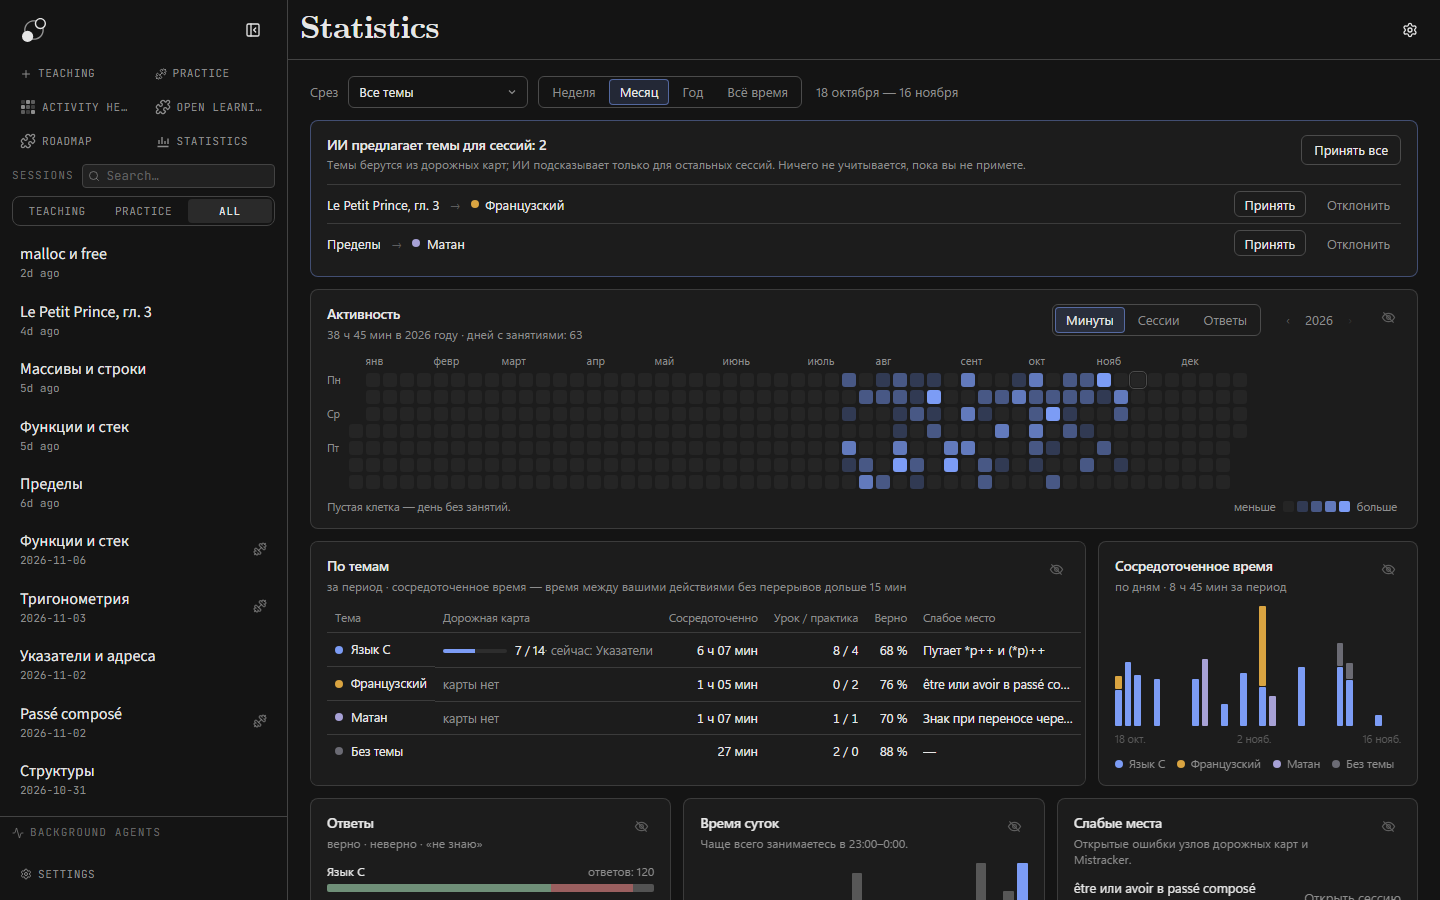 Statistics
+ TEACHING
PRACTICE
ACTIVITY HE…
OPEN LEARNI…
ROADMAP
STATISTICS
SESSIONS
Search…
TEACHING
PRACTICE
ALL
malloc и free
2d ago
Le Petit Prince, гл. 3
4d ago
Массивы и строки
5d ago
Функции и стек
5d ago
Пределы
6d ago
Функции и стек
2026-11-06
Тригонометрия
2026-11-03
Указатели и адреса
2026-11-02
Passé composé
2026-11-02
Структуры
2026-10-31
BACKGROUND AGENTS
SETTINGS
Срез
Все темы
Неделя
Месяц
Год
Всё время
18 октября — 16 ноября
ИИ предлагает темы для сессий: 2
Темы берутся из дорожных карт; ИИ подсказывает только для остальных сессий. Ничего не учитывается, пока вы не примете.
Принять все
Le Petit Prince, гл. 3 → Французский
Принять
Отклонить
Пределы → Матан
Принять
Отклонить
Активность
38 ч 45 мин в 2026 году · дней с занятиями: 63
Минуты
Сессии
Ответы
‹ 2026 ›
янв февр март апр май июнь июль авг сент окт нояб дек
Пн
Ср
Пт
Пустая клетка — день без занятий.
меньше
больше
По темам
за период · сосредоточенное время — время между вашими действиями без перерывов дольше 15 мин
Тема Дорожная карта Сосредоточенно Урок / практика Верно Слабое место
Язык C 7 / 14 · сейчас: Указатели 6 ч 07 мин 8 / 4 68 % Путает *p++ и (*p)++
Французский карты нет 1 ч 05 мин 0 / 2 76 % être или avoir в passé co…
Матан карты нет 1 ч 07 мин 1 / 1 70 % Знак при переносе чере…
Без темы 27 мин 2 / 0 88 % —
Сосредоточенное время
по дням · 8 ч 45 мин за период
18 окт. 2 нояб. 16 нояб.
Язык C Французский Матан Без темы
Ответы
верно · неверно · «не знаю»
Язык C
ответов: 120
Время суток
Чаще всего занимаетесь в 23:00–0:00.
Слабые места
Открытые ошибки узлов дорожных карт и
Mistracker.
être или avoir в passé composé
Открыть сессию